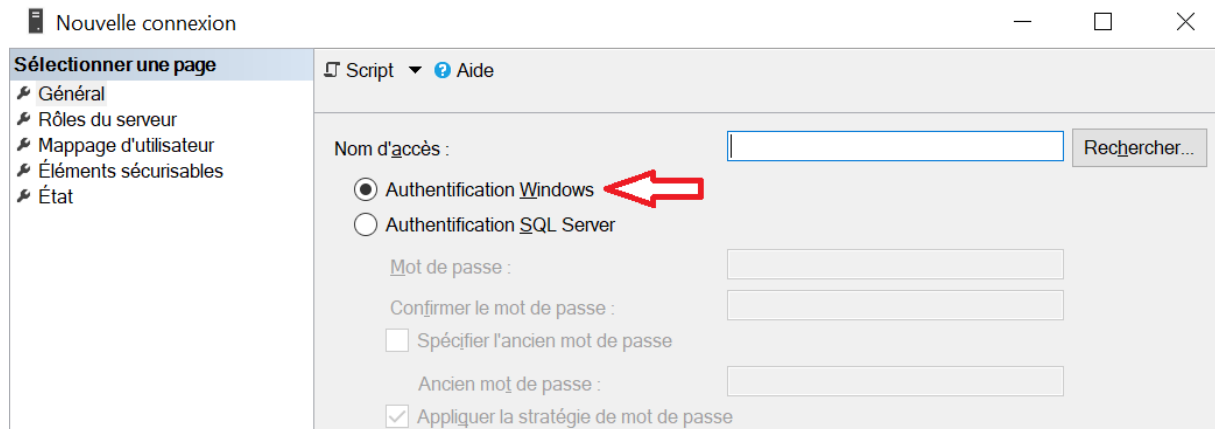 Nouvelle connexion
Sélectionner une page
Général
Rôles du serveur
Mappage d'utilisateur
Éléments sécurisables
État
Script Aide
Nom d'accès : Rechercher...
Authentification Windows
Authentification SQL Server
Mot de passe :
Confirmer le mot de passe :
Spécifier l'ancien mot de passe
Ancien mot de passe :
Appliquer la stratégie de mot de passe